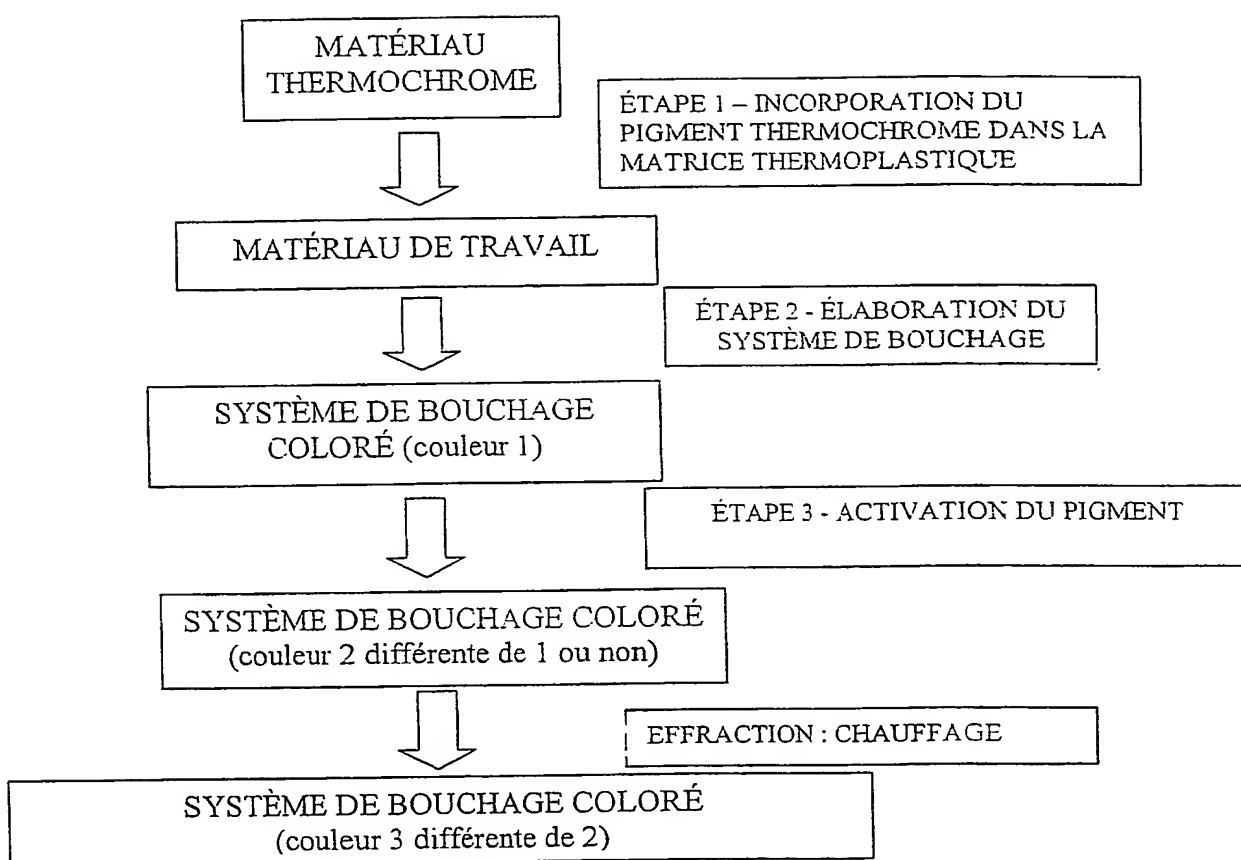 MATÉRIAU
THERMOCHROME
ÉTAPE 1 – INCORPORATION DU
PIGMENT THERMOCHROME DANS LA
MATRICE THERMOPLASTIQUE
MATÉRIAU DE TRAVAIL
ÉTAPE 2 - ÉLABORATION DU
SYSTÈME DE BOUCHAGE
SYSTÈME DE BOUCHAGE
COLORÉ (couleur 1)
ÉTAPE 3 - ACTIVATION DU PIGMENT
SYSTÈME DE BOUCHAGE COLORÉ
(couleur 2 différente de 1 ou non)
EFFRACTION : CHAUFFAGE
SYSTÈME DE BOUCHAGE COLORÉ
(couleur 3 différente de 2)